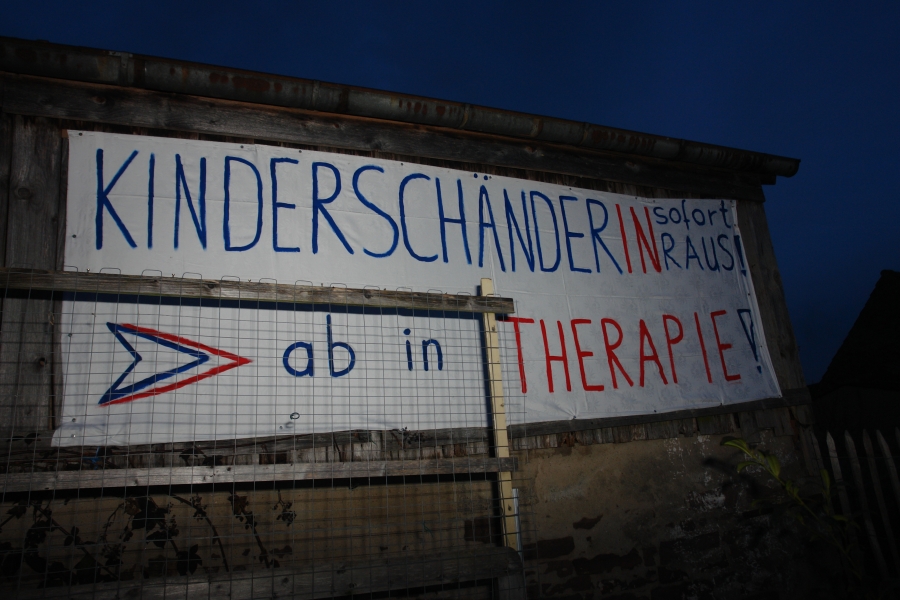 KINDERSCHÄNDERIN sofort RAUS!
ab in THERAPIE!